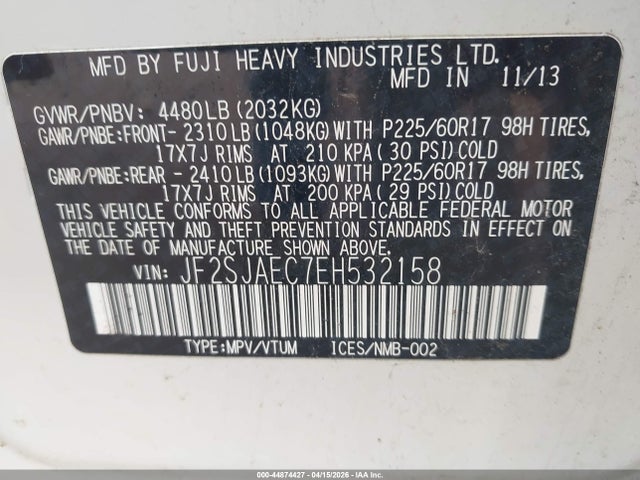 MFD BY FUJI HEAVY INDUSTRIES LTD.
MFD IN 11/13
GVWR/PNBV: 4480LB(2032KG)
GAWR/PNBE:FRONT- 2310LB(1048KG)WITH P225/60R17 98H TIRES,
17X7J RIMS AT 210 KPA( 30 PSI)COLD
GAWR/PNBE:REAR - 2410LB(1093KG)WITH P225/60R17 98H TIRES,
17X7J RIMS AT 200 KPA( 29 PSI)COLD
THIS VEHICLE CONFORMS TO ALL APPLICABLE FEDERAL MOTOR
VEHICLE SAFETY AND THEFT PREVENTION STANDARDS IN EFFECT ON
THE DATE OF MANUFACTURE SHOWN ABOVE.
VIN: JF2SJAEC7EH532158
TYPE:MPV/VTUM ICES/NMB-002
000-44874427 - 04/15/2026 - IAA Inc.